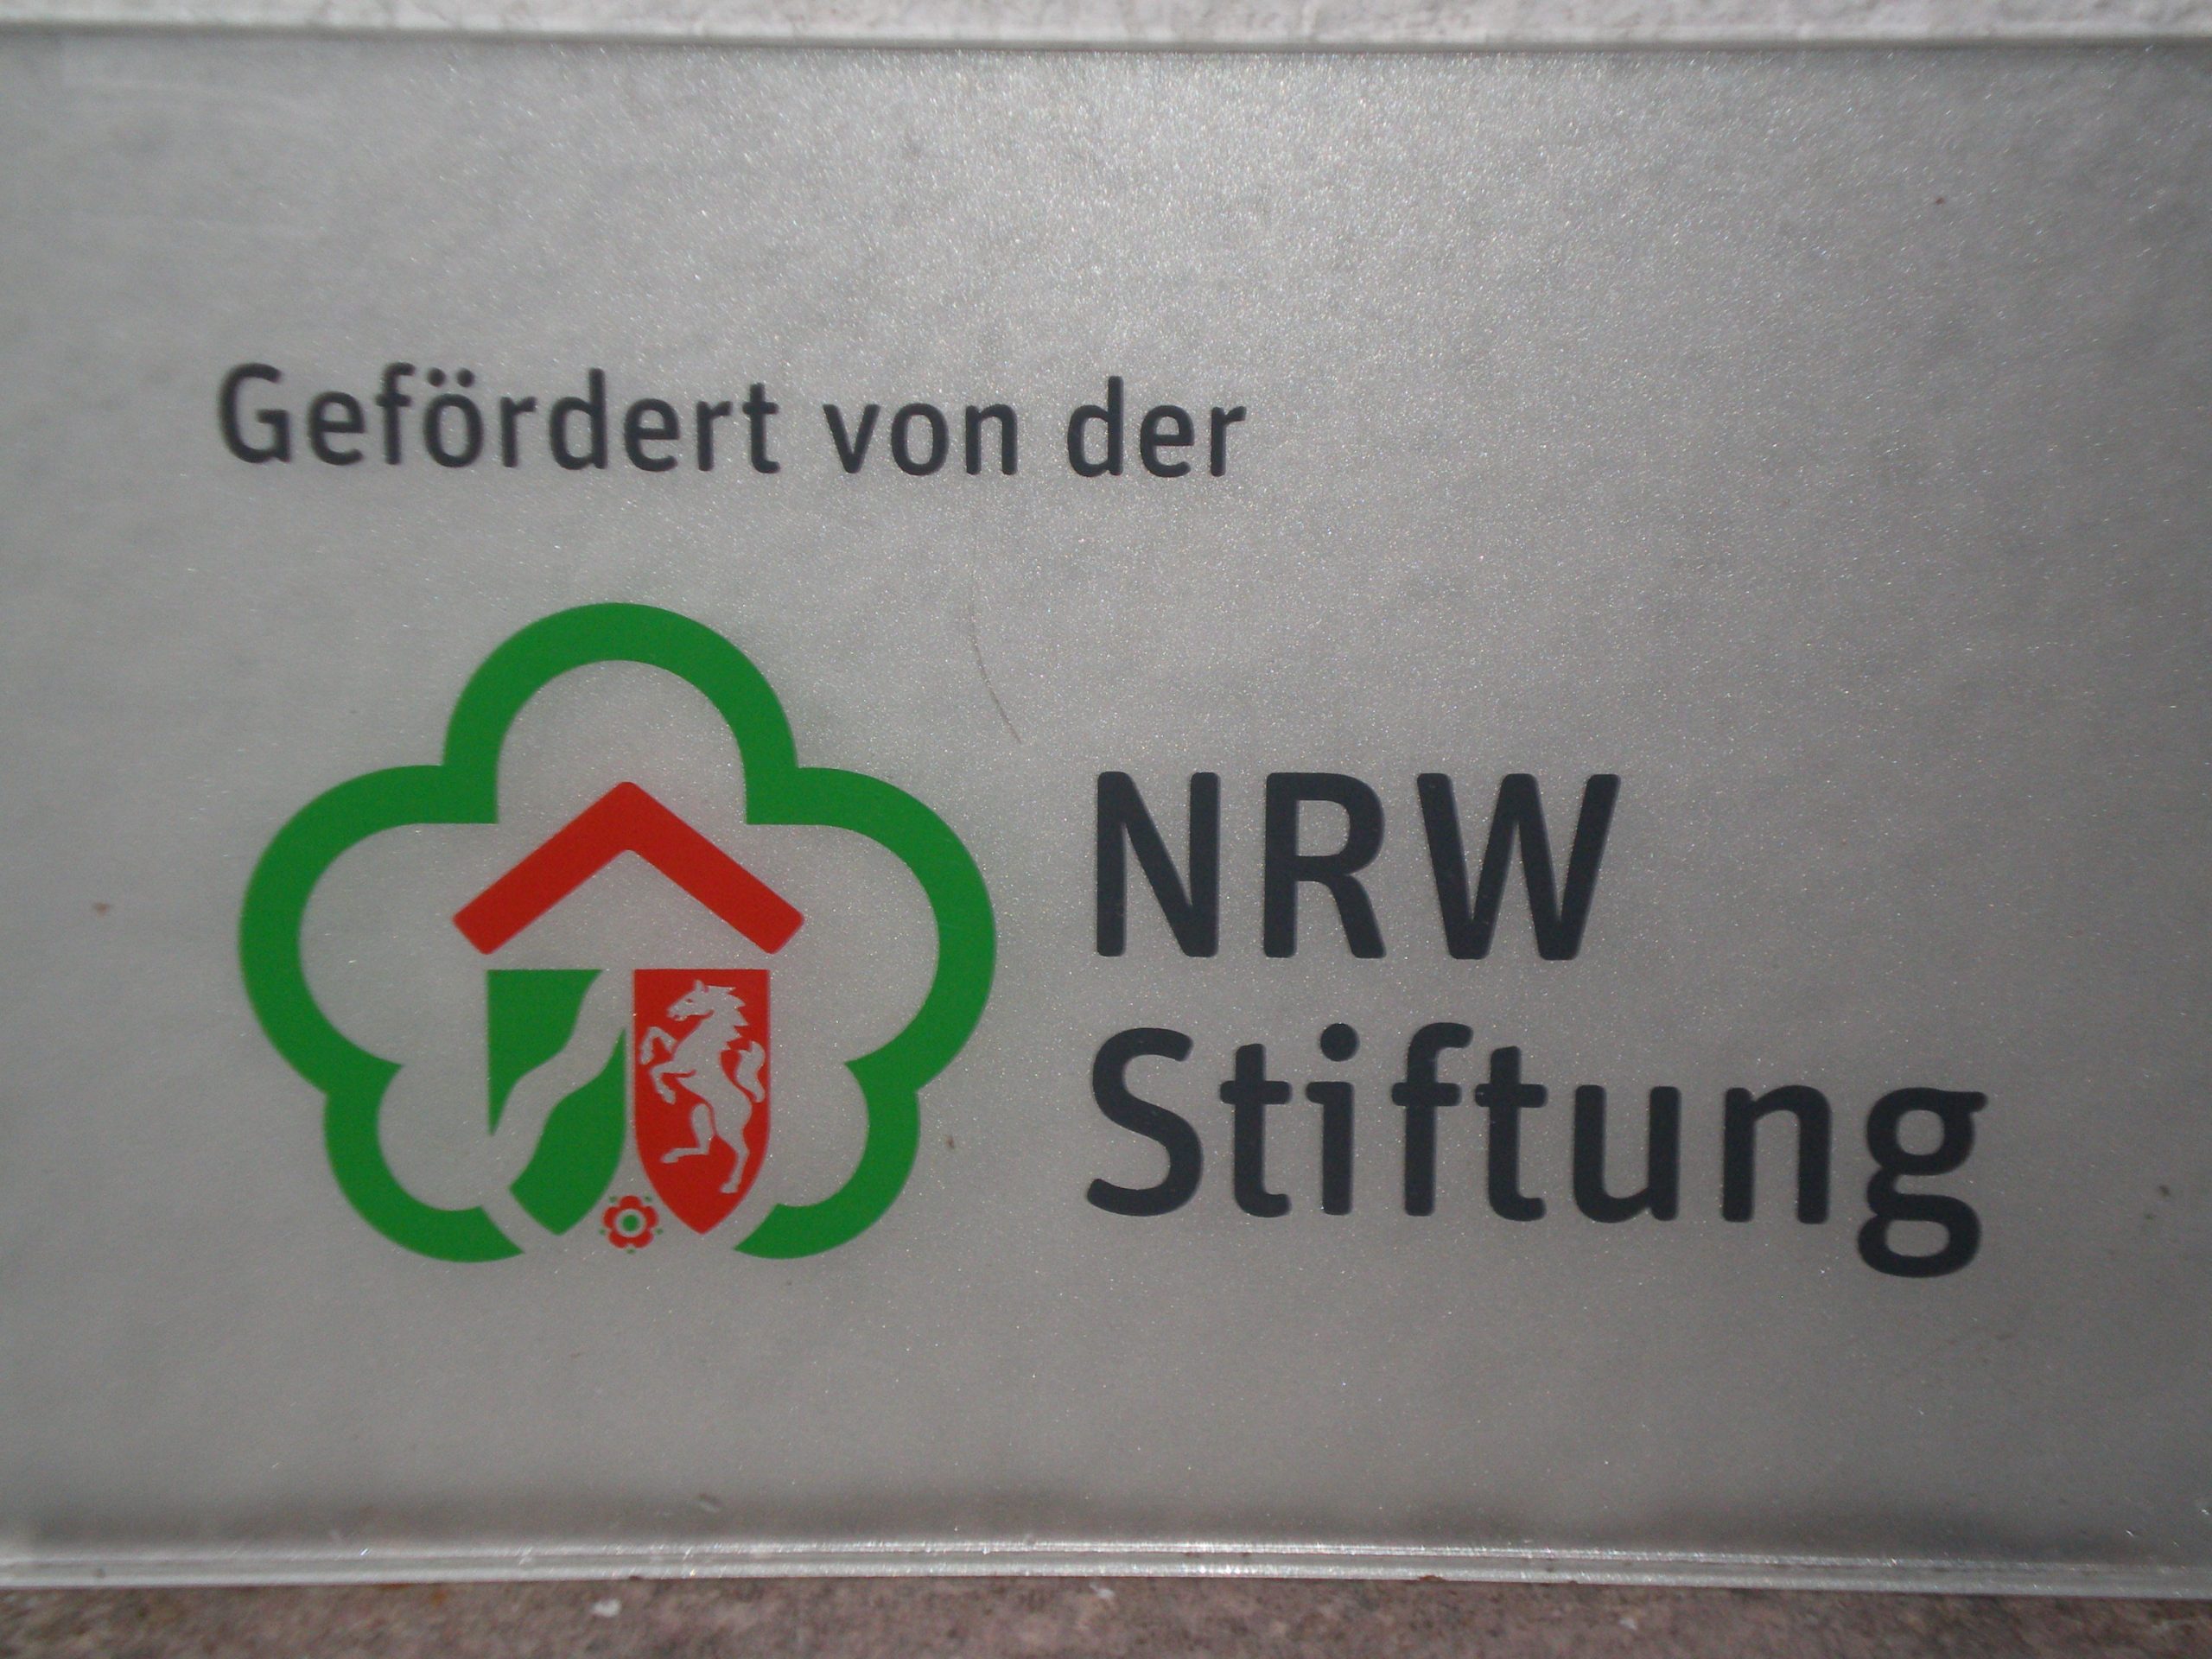 Gefördert von der
NRW
Stiftung